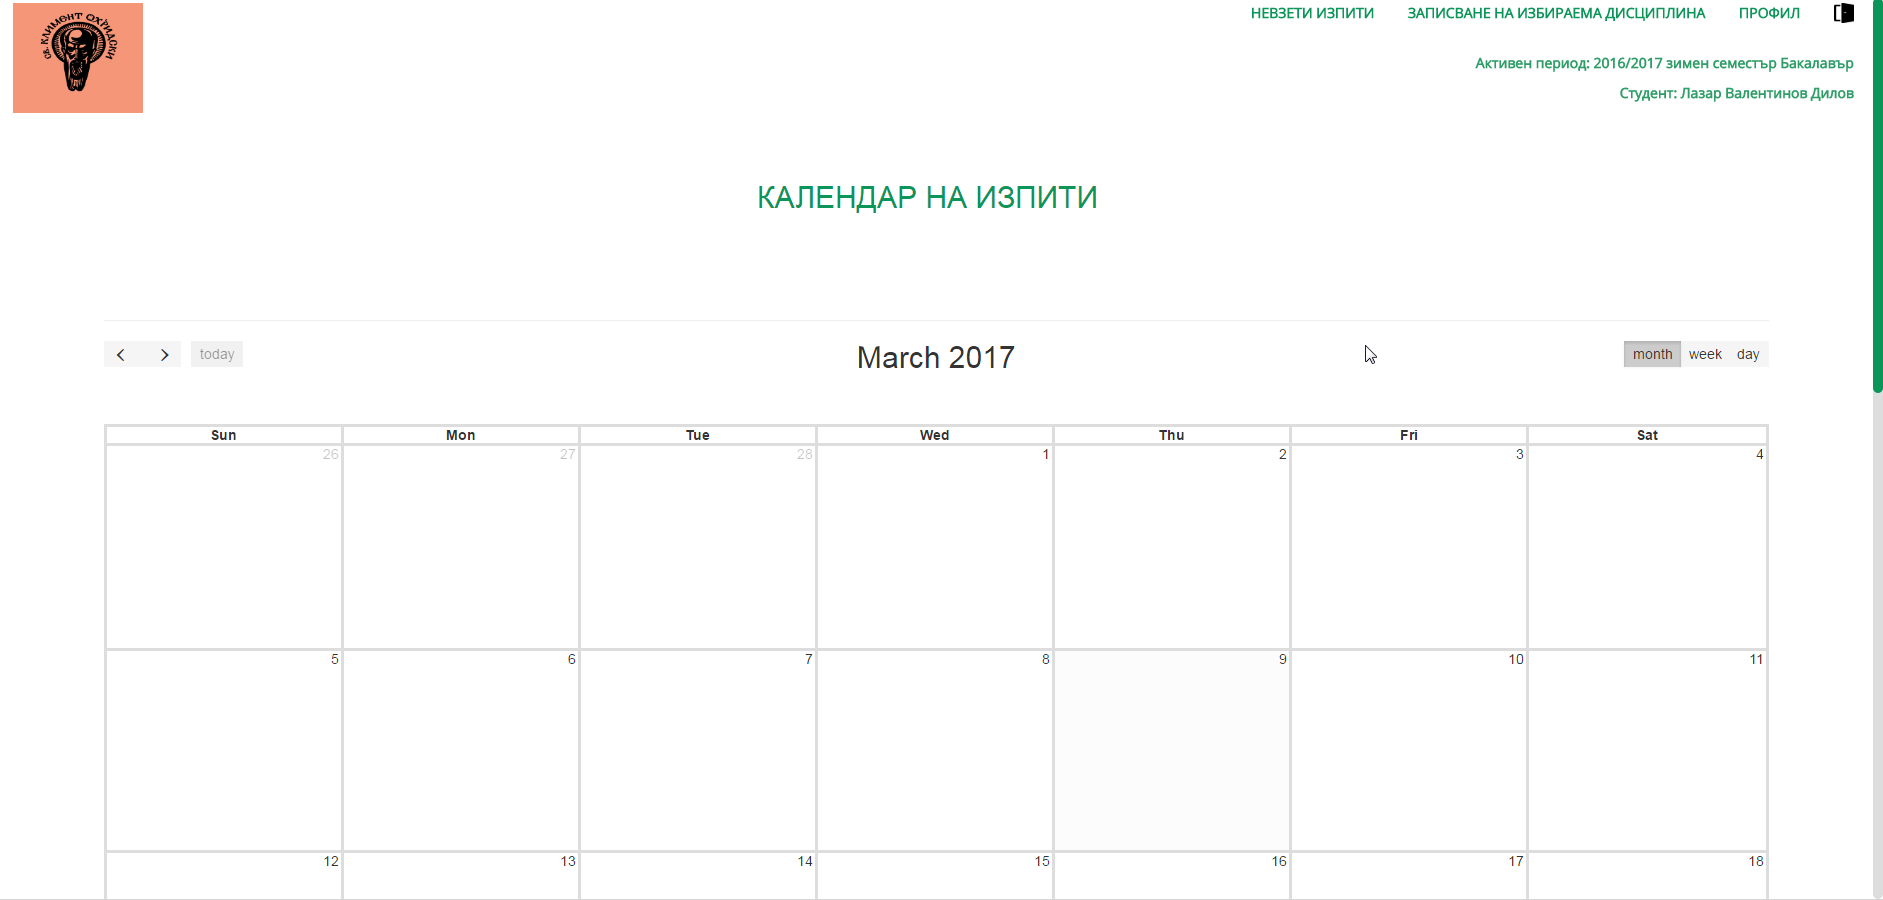 СВ. КЛИМЕНТ ОХРИДСКИ
НЕВЗЕТИ ИЗПИТИ ЗАПИСВАНЕ НА ИЗБИРАЕМА ДИСЦИПЛИНА ПРОФИЛ
Активен период: 2016/2017 зимен семестър Бакалавър
Студент: Лазар Валентинов Дилов
КАЛЕНДАР НА ИЗПИТИ
today March 2017 month week day
Sun Mon Tue Wed Thu Fri Sat
26 27 28 1 2 3 4
5 6 7 8 9 10 11
12 13 14 15 16 17 18